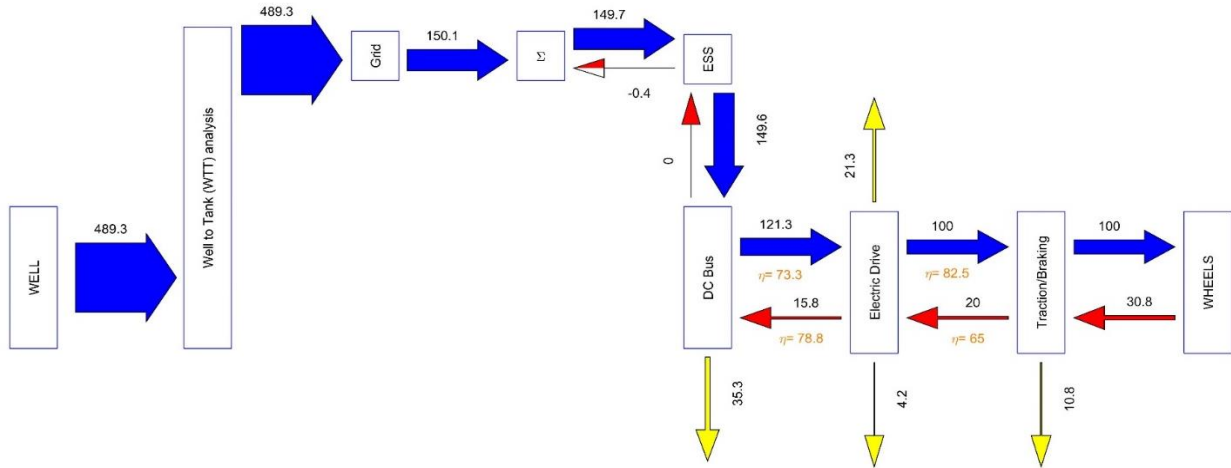 489.3
149.7
150.1
Grid
Σ
ESS
-0.4
Well to Tank (WTT) analysis
149.6
0
21.3
WELL
489.3
DC Bus
121.3
η= 73.3
Electric Drive
100
η= 82.5
Traction/Braking
100
WHEELS
15.8
η= 78.8
20
η= 65
30.8
35.3
4.2
10.8